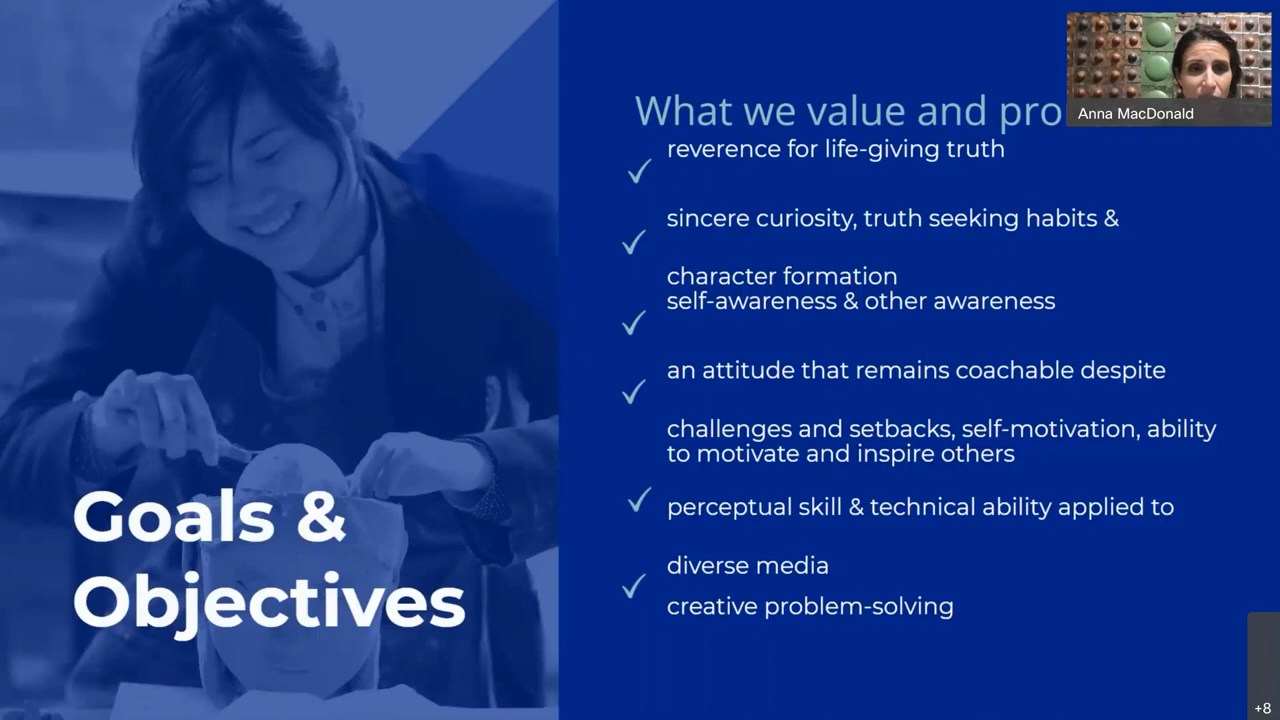 What we value and pro
Anna MacDonald
reverence for life-giving truth
sincere curiosity, truth seeking habits &
character formation
self-awareness & other awareness
an attitude that remains coachable despite
challenges and setbacks, self-motivation, ability
to motivate and inspire others
perceptual skill & technical ability applied to
diverse media
creative problem-solving
Goals &
Objectives
+8